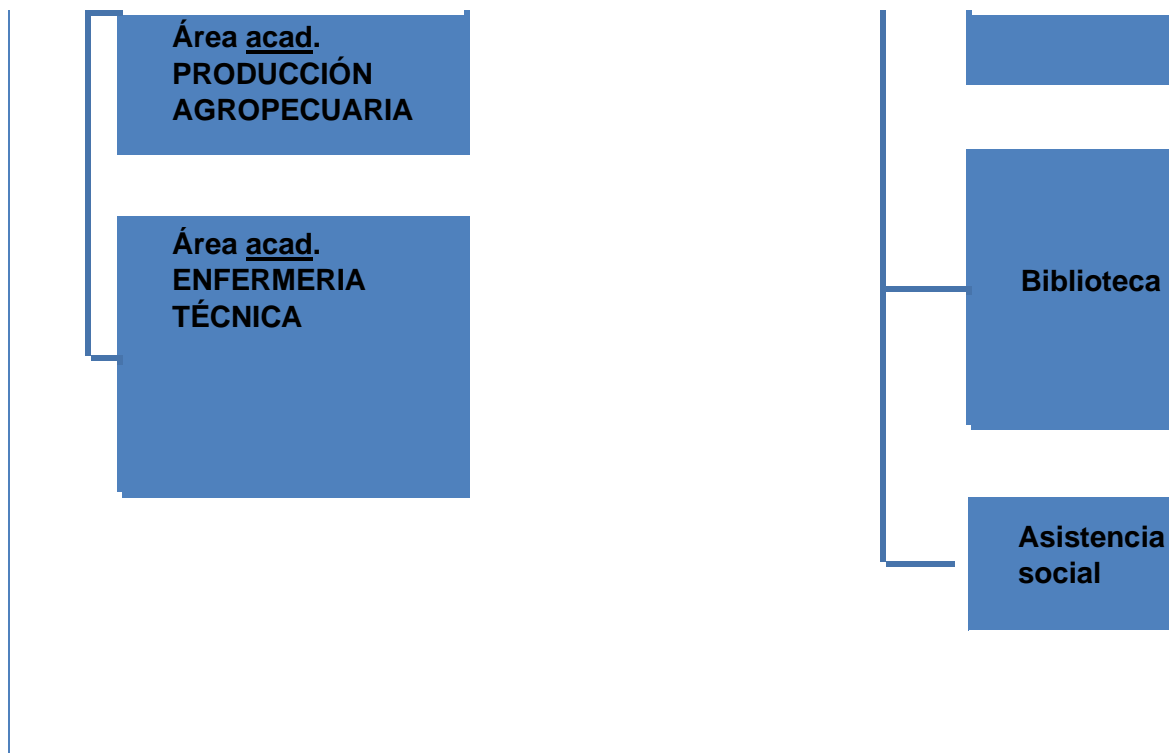 Área acad.
PRODUCCIÓN
AGROPECUARIA
Área acad.
ENFERMERIA
TÉCNICA
Biblioteca
Asistencia
social